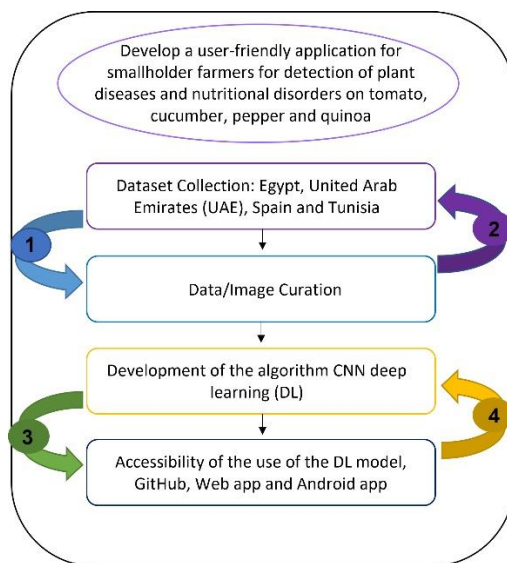 Develop a user-friendly application for
smallholder farmers for detection of plant
diseases and nutritional disorders on tomato,
cucumber, pepper and quinoa
Dataset Collection: Egypt, United Arab
Emirates (UAE), Spain and Tunisia
1
2
Data/Image Curation
Development of the algorithm CNN deep
learning (DL)
3
4
Accessibility of the use of the DL model,
GitHub, Web app and Android app